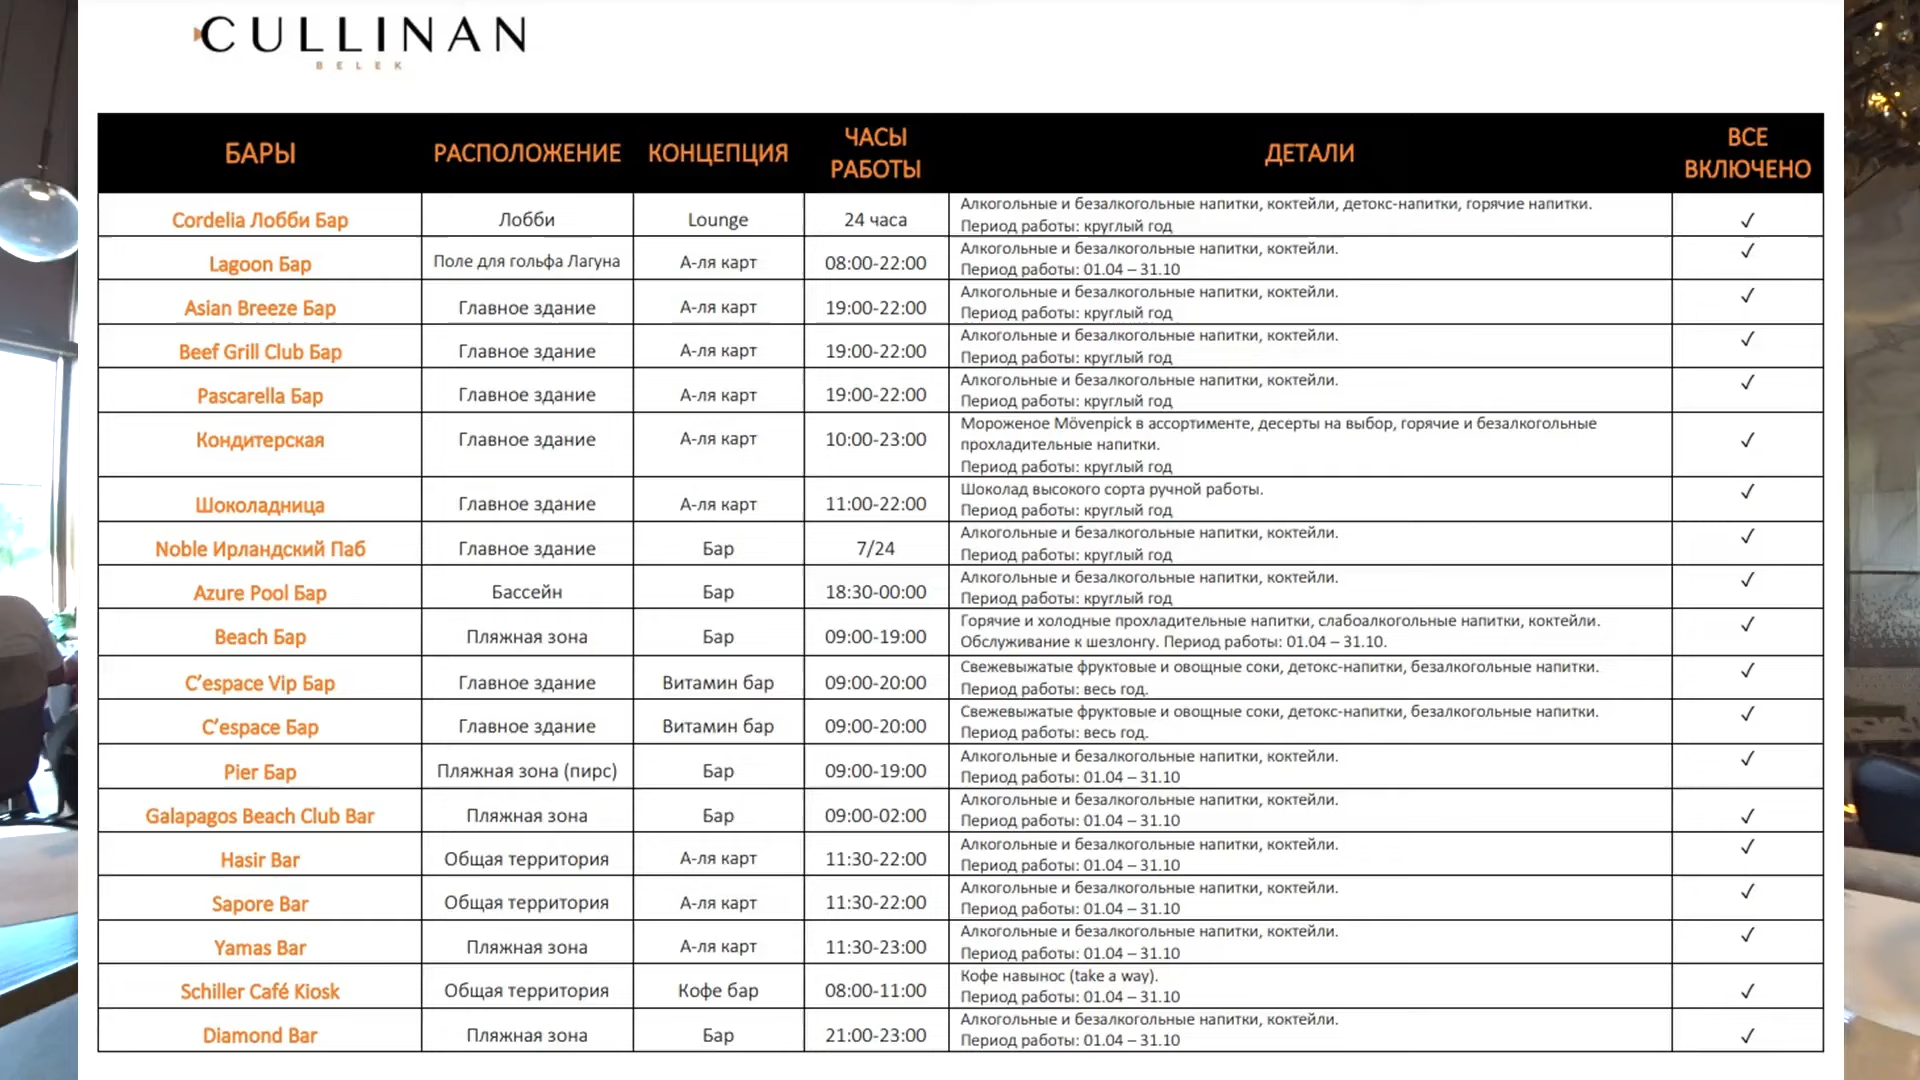 CULLINAN
BELEK
БАРЫ РАСПОЛОЖЕНИЕ КОНЦЕПЦИЯ ЧАСЫ РАБОТЫ ДЕТАЛИ ВСЕ ВКЛЮЧЕНО
Cordelia Лобби Бар Лобби Lounge 24 часа Алкогольные и безалкогольные напитки, коктейли, детокс-напитки, горячие напитки.
Период работы: круглый год ✓
Lagoon Бар Поле для гольфа Лагуна А-ля карт 08:00-22:00 Алкогольные и безалкогольные напитки, коктейли.
Период работы: 01.04 – 31.10 ✓
Asian Breeze Бар Главное здание А-ля карт 19:00-22:00 Алкогольные и безалкогольные напитки, коктейли.
Период работы: круглый год ✓
Beef Grill Club Бар Главное здание А-ля карт 19:00-22:00 Алкогольные и безалкогольные напитки, коктейли.
Период работы: круглый год ✓
Pascarella Бар Главное здание А-ля карт 19:00-22:00 Алкогольные и безалкогольные напитки, коктейли.
Период работы: круглый год ✓
Кондитерская Главное здание А-ля карт 10:00-23:00 Мороженое Mövenpick в ассортименте, десерты на выбор, горячие и безалкогольные
прохладительные напитки.
Период работы: круглый год ✓
Шоколадница Главное здание А-ля карт 11:00-22:00 Шоколад высокого сорта ручной работы.
Период работы: круглый год ✓
Noble Ирландский Паб Главное здание Бар 7/24 Алкогольные и безалкогольные напитки, коктейли.
Период работы: круглый год ✓
Azure Pool Бар Бассейн Бар 18:30-00:00 Алкогольные и безалкогольные напитки, коктейли.
Период работы: круглый год ✓
Beach Бар Пляжная зона Бар 09:00-19:00 Горячие и холодные прохладительные напитки, слабоалкогольные напитки, коктейли.
Обслуживание к шезлонгу. Период работы: 01.04 – 31.10. ✓
C’espace Vip Бар Главное здание Витамин бар 09:00-20:00 Свежевыжатые фруктовые и овощные соки, детокс-напитки, безалкогольные напитки.
Период работы: весь год. ✓
C’espace Бар Главное здание Витамин бар 09:00-20:00 Свежевыжатые фруктовые и овощные соки, детокс-напитки, безалкогольные напитки.
Период работы: весь год. ✓
Pier Бар Пляжная зона (пирс) Бар 09:00-19:00 Алкогольные и безалкогольные напитки, коктейли.
Период работы: 01.04 – 31.10 ✓
Galapagos Beach Club Bar Пляжная зона Бар 09:00-02:00 Алкогольные и безалкогольные напитки, коктейли.
Период работы: 01.04 – 31.10 ✓
Hasir Bar Общая территория А-ля карт 11:30-22:00 Алкогольные и безалкогольные напитки, коктейли.
Период работы: 01.04 – 31.10 ✓
Sapore Bar Общая территория А-ля карт 11:30-22:00 Алкогольные и безалкогольные напитки, коктейли.
Период работы: 01.04 – 31.10 ✓
Yamas Bar Пляжная зона А-ля карт 11:30-23:00 Алкогольные и безалкогольные напитки, коктейли.
Период работы: 01.04 – 31.10 ✓
Schiller Café Kiosk Общая территория Кофе бар 08:00-11:00 Кофе навынос (take a way).
Период работы: 01.04 – 31.10 ✓
Diamond Bar Пляжная зона Бар 21:00-23:00 Алкогольные и безалкогольные напитки, коктейли.
Период работы: 01.04 – 31.10 ✓